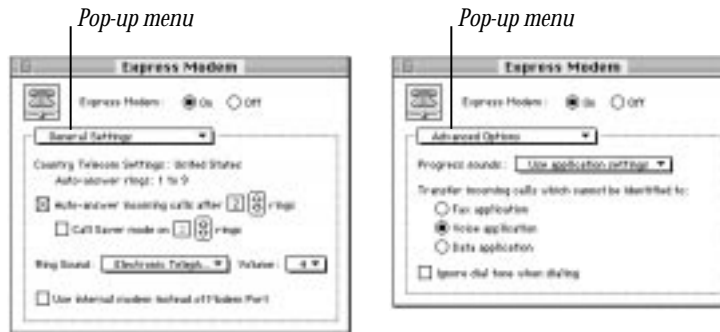 Pop-up menu
Express Modem
Express Modem: On Off
General Settings
Country Telecom Settings: United States
Auto-answer rings: 1 to 9
Auto-answer incoming calls after 2 rings
Call Saver mode on 1 rings
Ring Sound: Electronic Teleph... Volume: 4
Use internal modem instead of Modem Port
Pop-up menu
Express Modem
Express Modem: On Off
Advanced Options
Progress sounds: Use application settings
Transfer incoming calls which cannot be identified to:
Fax application
Voice application
Data application
Ignore dial tone when dialing